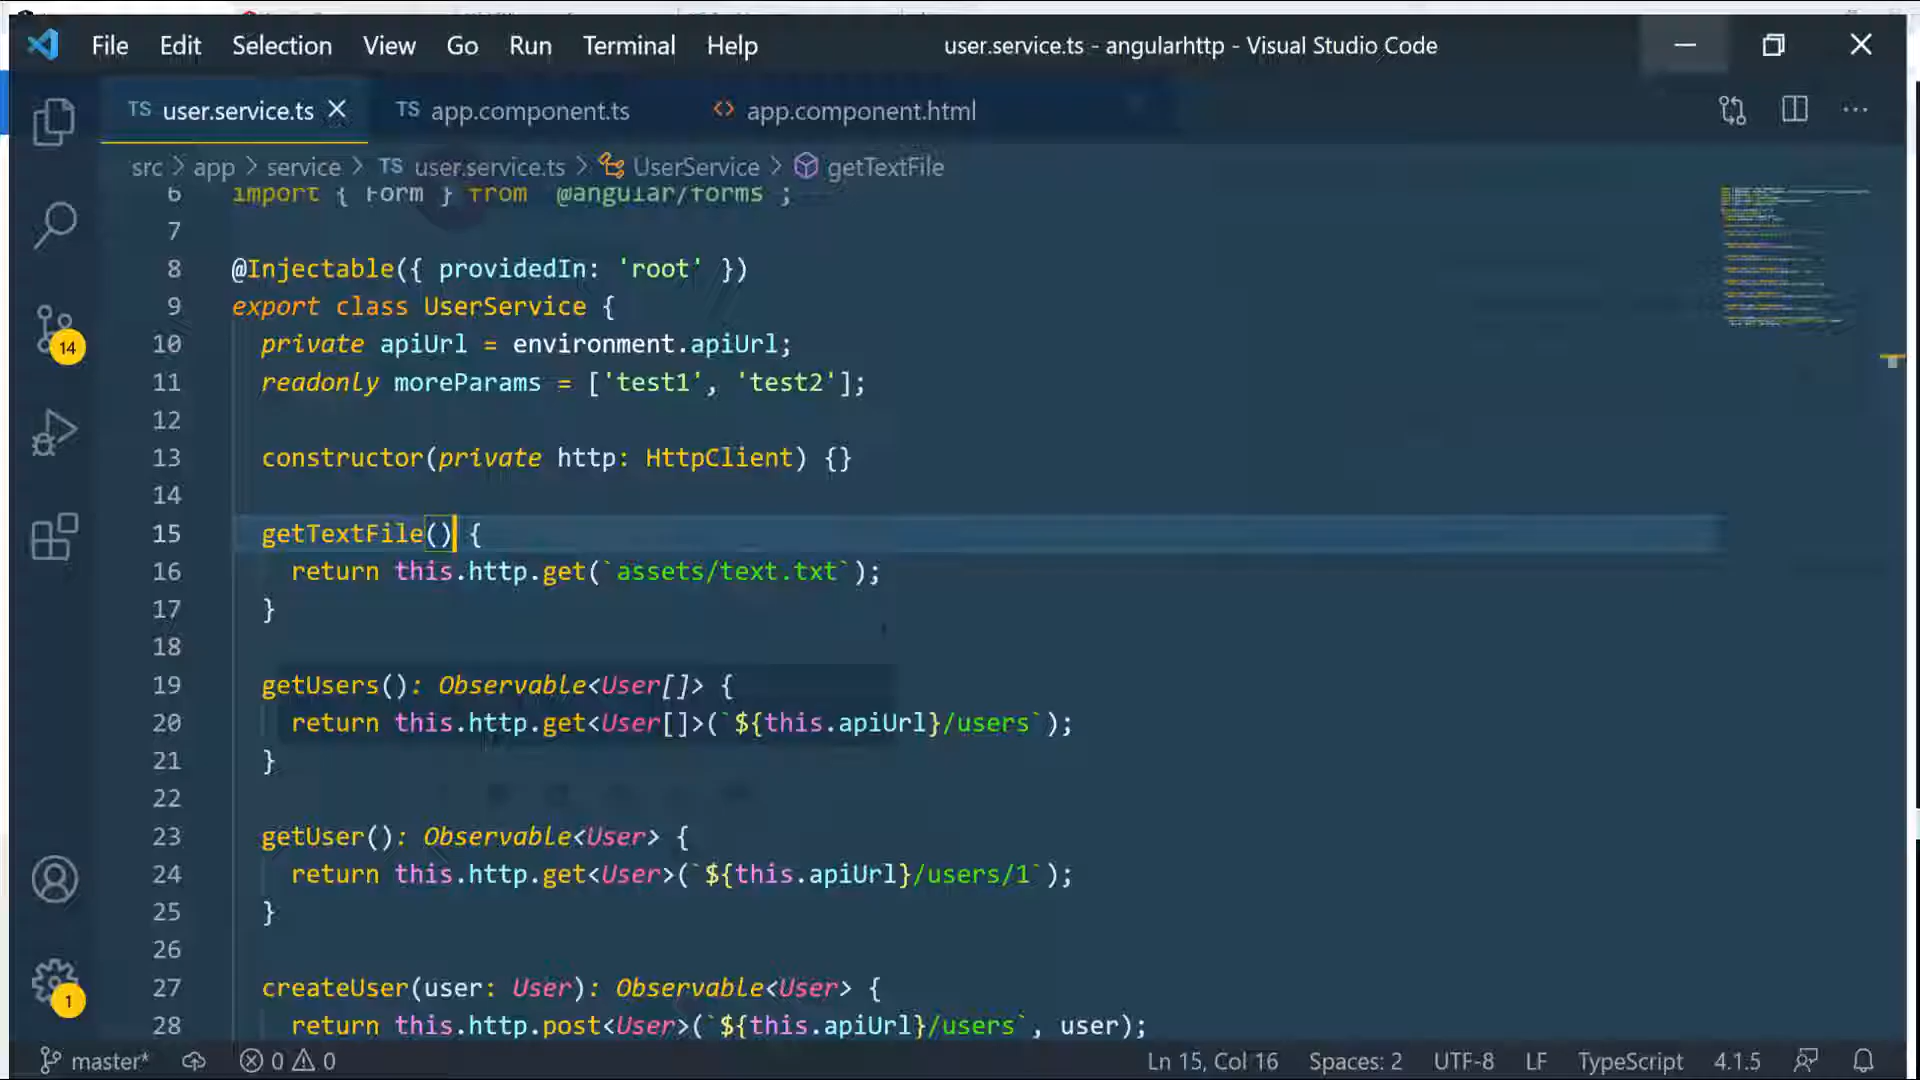 File Edit Selection View Go Run Terminal Help user.service.ts - angularhttp - Visual Studio Code
TS user.service.ts TS app.component.ts <> app.component.html
src > app > service > TS user.service.ts > UserService > getTextFile
6 import { Form } from '@angular/forms';
7
8 @Injectable({ providedIn: 'root' })
9 export class UserService {
10 private apiUrl = environment.apiUrl;
11 readonly moreParams = ['test1', 'test2'];
12
13 constructor(private http: HttpClient) {}
14
15 getTextFile() {
16 return this.http.get(`assets/text.txt`);
17 }
18
19 getUsers(): Observable<User[]> {
20 return this.http.get<User[]>(`${this.apiUrl}/users`);
21 }
22
23 getUser(): Observable<User> {
24 return this.http.get<User>(`${this.apiUrl}/users/1`);
25 }
26
27 createUser(user: User): Observable<User> {
28 return this.http.post<User>(`${this.apiUrl}/users`, user);
14
1
master* 0 0 Ln 15, Col 16 Spaces: 2 UTF-8 LF TypeScript 4.1.5